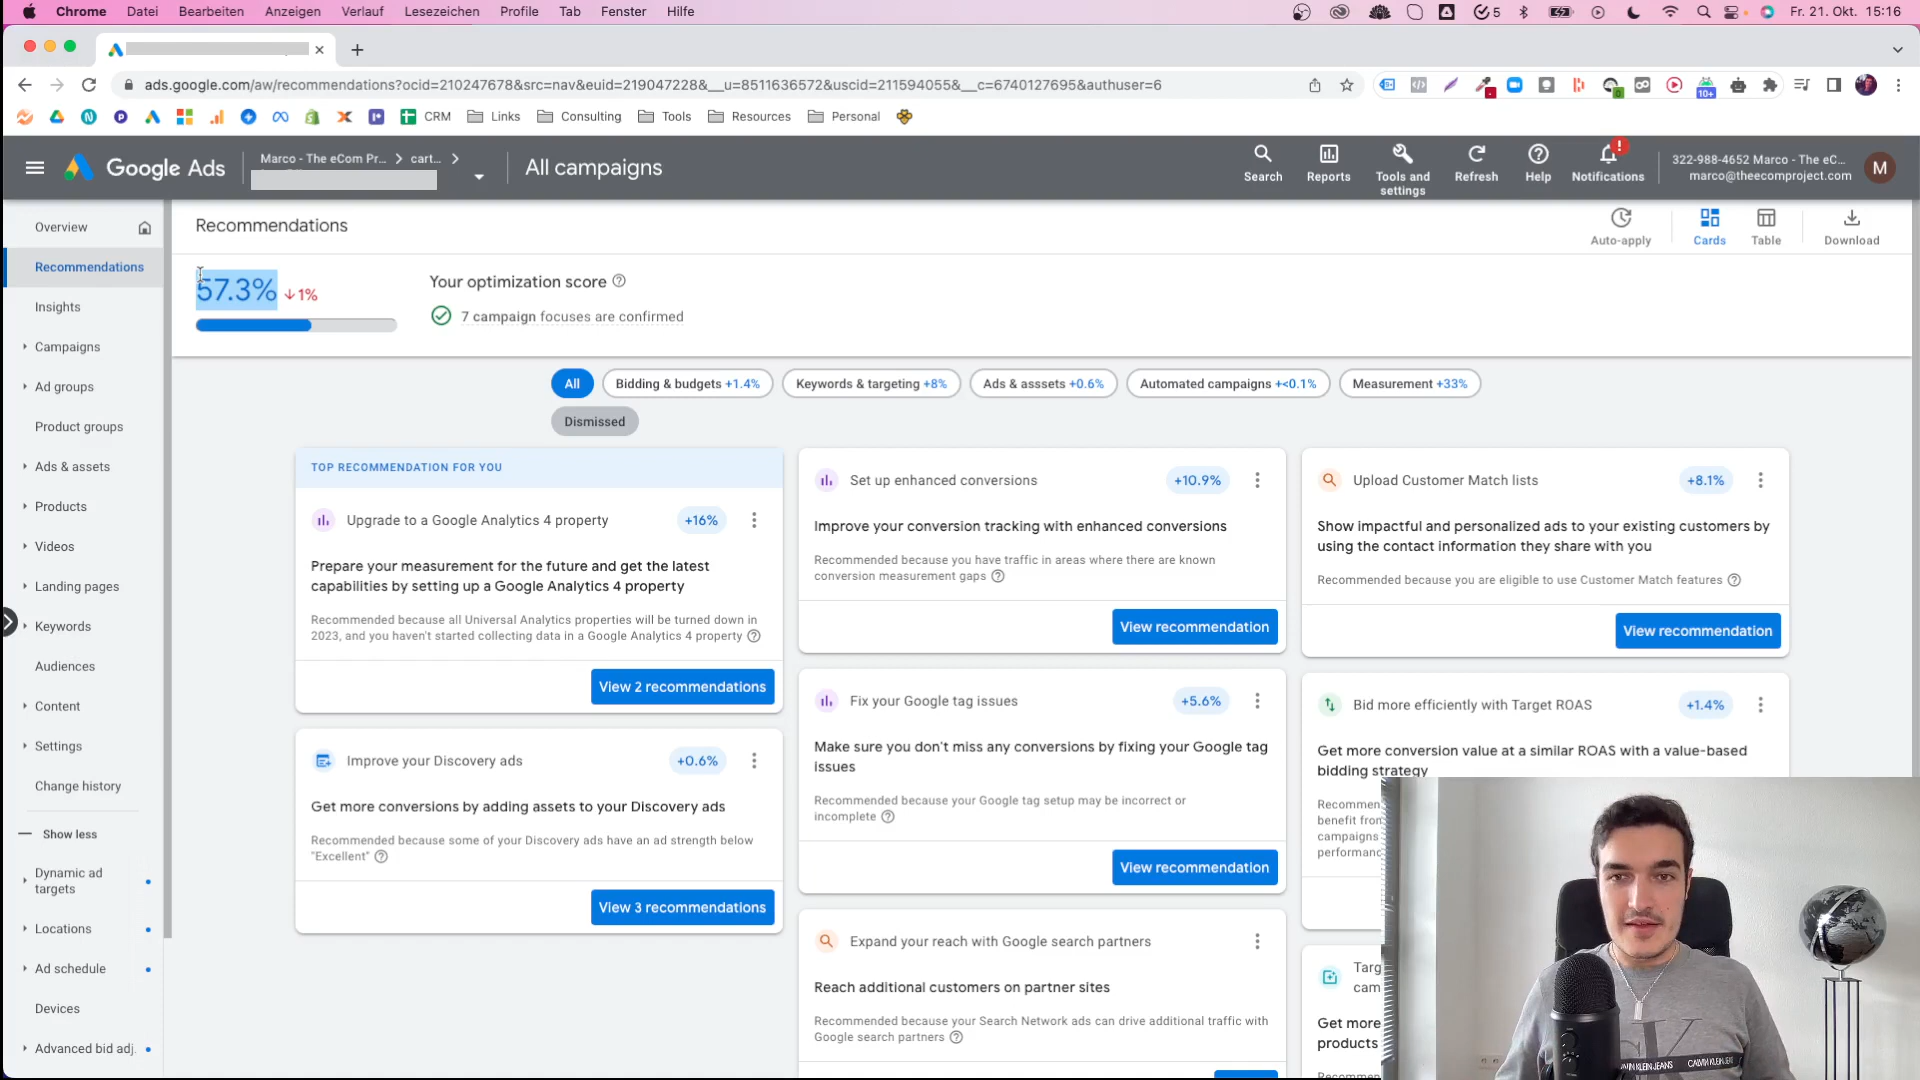 Chrome Datei Bearbeiten Anzeigen Verlauf Lesezeichen Profile Tab Fenster Hilfe 5 Fr. 21. Okt. 15:16
ads.google.com/aw/recommendations?ocid=210247678&src=nav&euid=219047228&__u=8511636572&uscid=211594055&__c=6740127695&authuser=6
CRM Links Consulting Tools Resources Personal
Google Ads
Marco - The eCom Pr... cart...
All campaigns
Search
Reports
Tools and
settings
Refresh
Help
Notifications
322-988-4652 Marco - The eC...
marco@theecomproject.com
M
Overview
Recommendations
Insights
Campaigns
Ad groups
Product groups
Ads & assets
Products
Videos
Landing pages
Keywords
Audiences
Content
Settings
Change history
Show less
Dynamic ad
targets
Locations
Ad schedule
Devices
Advanced bid adj.
Recommendations
Auto-apply
Cards
Table
Download
57.3% 1%
Your optimization score
7 campaign focuses are confirmed
All
Bidding & budgets +1.4%
Keywords & targeting +8%
Ads & asssets +0.6%
Automated campaigns +<0.1%
Measurement +33%
Dismissed
TOP RECOMMENDATION FOR YOU
Upgrade to a Google Analytics 4 property +16%
Prepare your measurement for the future and get the latest
capabilities by setting up a Google Analytics 4 property
Recommended because all Universal Analytics properties will be turned down in
2023, and you haven't started collecting data in a Google Analytics 4 property
View 2 recommendations
Improve your Discovery ads +0.6%
Get more conversions by adding assets to your Discovery ads
Recommended because some of your Discovery ads have an ad strength below
"Excellent"
View 3 recommendations
Set up enhanced conversions +10.9%
Improve your conversion tracking with enhanced conversions
Recommended because you have traffic in areas where there are known
conversion measurement gaps
View recommendation
Fix your Google tag issues +5.6%
Make sure you don't miss any conversions by fixing your Google tag
issues
Recommended because your Google tag setup may be incorrect or
incomplete
View recommendation
Expand your reach with Google search partners
Reach additional customers on partner sites
Recommended because your Search Network ads can drive additional traffic with
Google search partners
Upload Customer Match lists +8.1%
Show impactful and personalized ads to your existing customers by
using the contact information they share with you
Recommended because you are eligible to use Customer Match features
View recommendation
Bid more efficiently with Target ROAS +1.4%
Get more conversion value at a similar ROAS with a value-based
bidding strategy
Recommen
benefit fron
campaigns
performanc
Targ
cam
Get more
products
CALVIN KLEIN JEANS